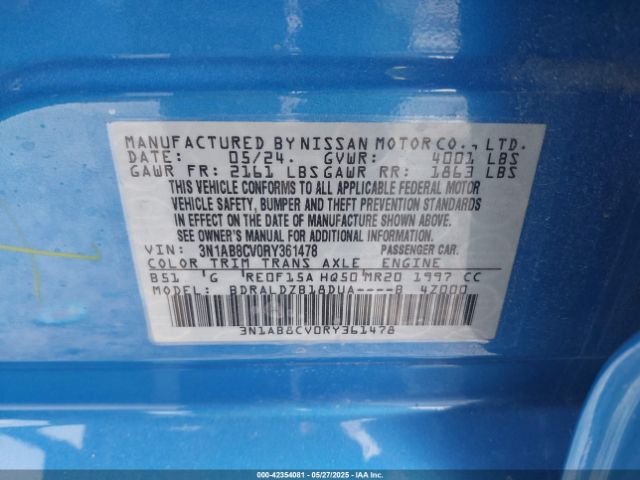 MANUFACTURED BY NISSAN MOTOR CO., LTD.
DATE: 05/24. GVWR: 4001 LBS
GAWR FR: 2161 LBS GAWR RR: 1863 LBS
THIS VEHICLE CONFORMS TO ALL APPLICABLE FEDERAL MOTOR
VEHICLE SAFETY, BUMPER AND THEFT PREVENTION STANDARDS
IN EFFECT ON THE DATE OF MANUFACTURE SHOWN ABOVE.
SEE OWNER'S MANUAL FOR ADDITIONAL INFORMATION
VIN: 3N1AB8CV0RY361478 PASSENGER CAR.
COLOR TRIM TRANS AXLE ENGINE
B51 'G RE0F15A HQ50 MR20 1997 CC
MODEL: BDRALDZB18DUA----B 4Z000
3N1AB8CV0RY361478
000-42354081 - 05/27/2025 - IAAI.COM